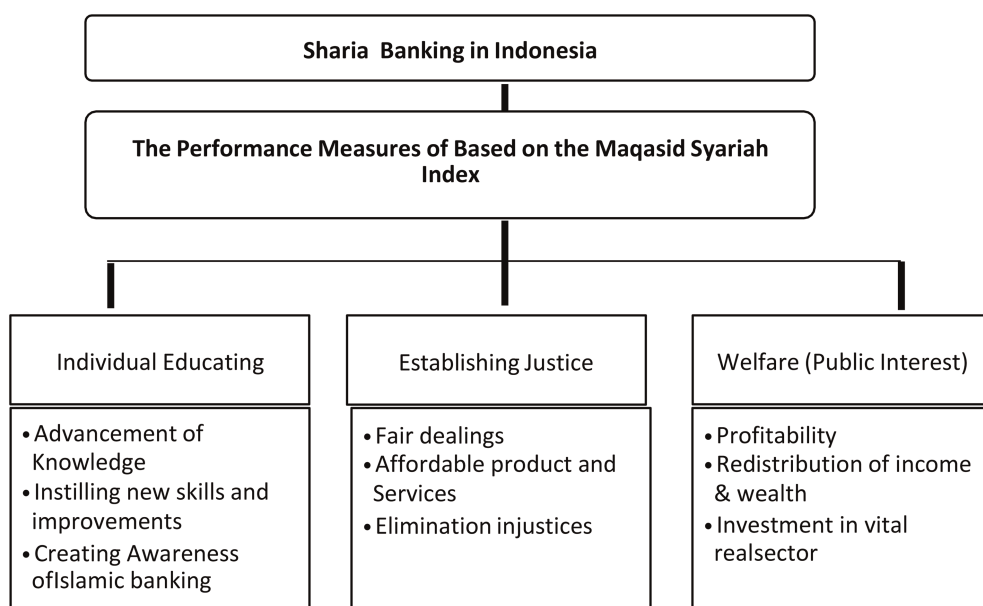 Sharia Banking in Indonesia
The Performance Measures of Based on the Maqasid Syariah
Index
Individual Educating
• Advancement of
Knowledge
• Instilling new skills and
improvements
• Creating Awareness
ofIslamic banking
Establishing Justice
• Fair dealings
• Affordable product and
Services
• Elimination injustices
Welfare (Public Interest)
• Profitability
• Redistribution of income
& wealth
• Investment in vital
realsector